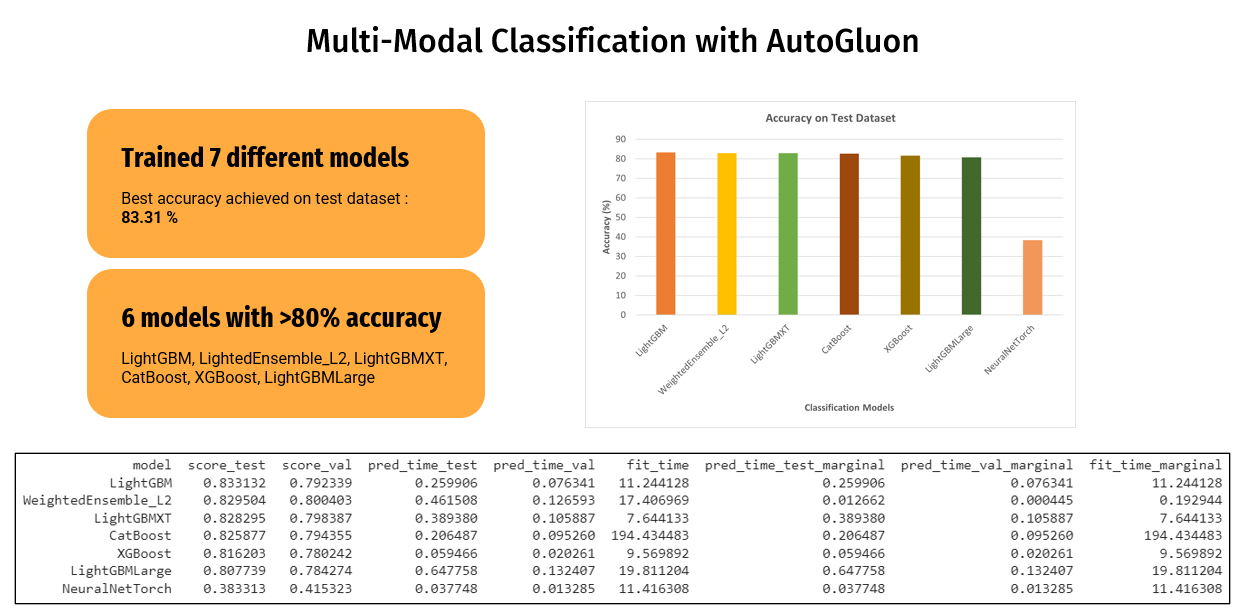 Multi-Modal Classification with AutoGluon
Trained 7 different models
Best accuracy achieved on test dataset :
83.31 %
6 models with >80% accuracy
LightGBM, LightedEnsemble_L2, LightGBMXT,
CatBoost, XGBoost, LightGBMLarge
Accuracy on Test Dataset
Accuracy (%)
90
80
70
60
50
40
30
20
10
0
LightGBM
WeightedEnsemble_L2
LightGBMXT
CatBoost
XGBoost
LightGBMLarge
NeuralNetTorch
Classification Models
model score_test score_val pred_time_test pred_time_val fit_time pred_time_test_marginal pred_time_val_marginal fit_time_marginal
LightGBM 0.833132 0.792339 0.259906 0.076341 11.244128 0.259906 0.076341 11.244128
WeightedEnsemble_L2 0.829504 0.800403 0.461508 0.126593 17.406969 0.012662 0.000445 0.192944
LightGBMXT 0.828295 0.798387 0.389380 0.105887 7.644133 0.389380 0.105887 7.644133
CatBoost 0.825877 0.794355 0.206487 0.095260 194.434483 0.206487 0.095260 194.434483
XGBoost 0.816203 0.780242 0.059466 0.020261 9.569892 0.059466 0.020261 9.569892
LightGBMLarge 0.807739 0.784274 0.647758 0.132407 19.811204 0.647758 0.132407 19.811204
NeuralNetTorch 0.383313 0.415323 0.037748 0.013285 11.416308 0.037748 0.013285 11.416308